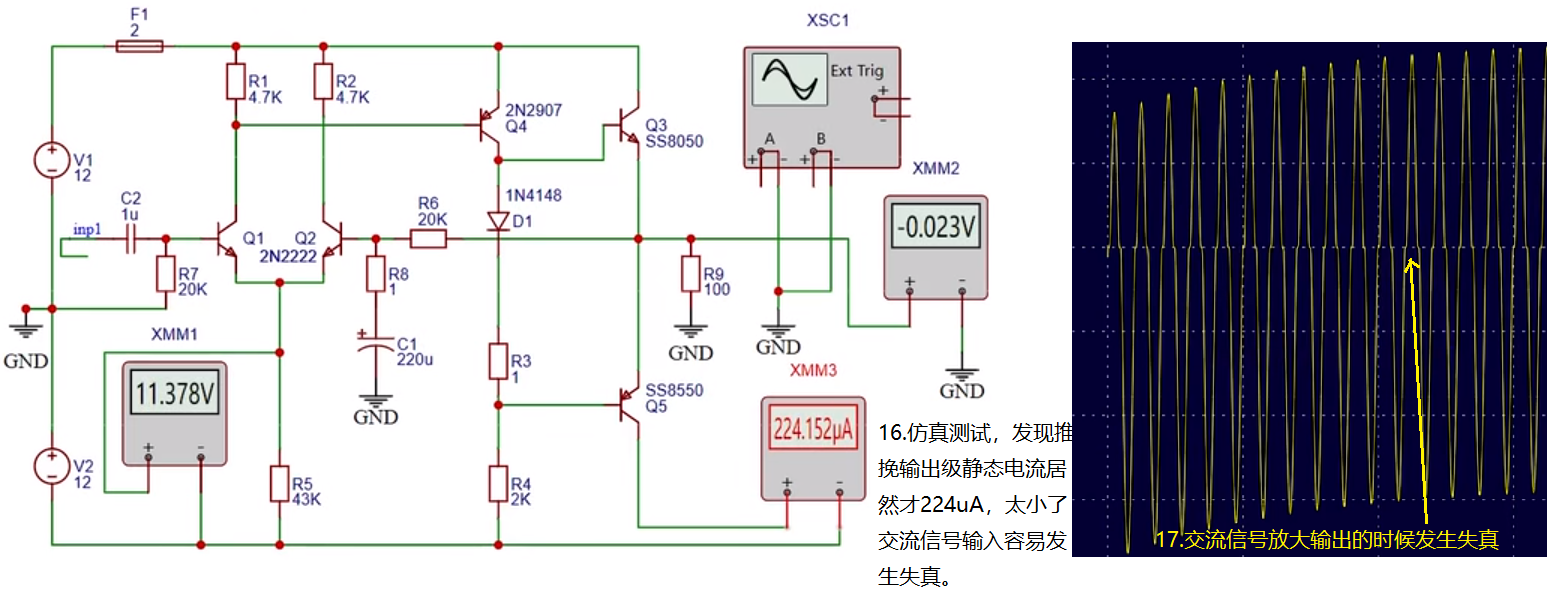 F1
2
XSC1
Ext Trig
A
B
R1
4.7K
R2
4.7K
2N2907
Q4
Q3
SS8050
V1
12
XMM2
-0.023V
C2
1u
1N4148
D1
inp1
R6
20K
Q1
Q2
2N2222
R7
20K
R8
1
R9
100
GND
XMM1
C1
220u
R3
1
GND
GND
XMM3
GND
11.378V
GND
SS8550
Q5
224.152μA
V2
12
R5
43K
R4
2K
16.仿真测试，发现推
挽输出级静态电流居
然才224uA，太小了
交流信号输入容易发
生失真。
17.交流信号放大输出的时候发生失真